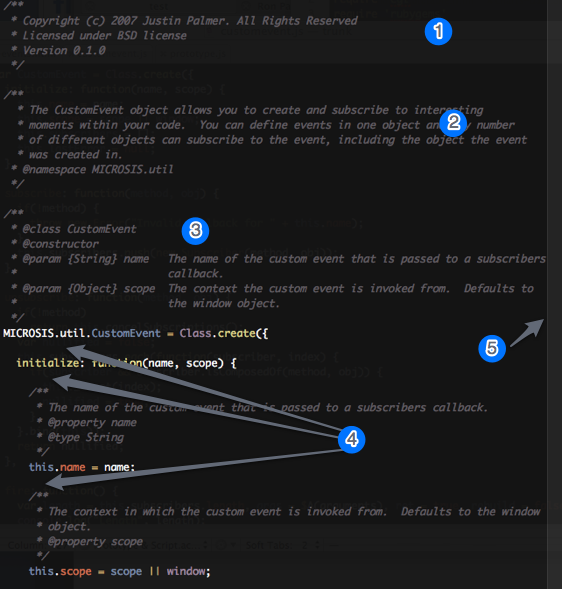 /**
* Copyright (c) 2007 Justin Palmer. All Rights Reserved
* Licensed under BSD license
* Version 0.1.0
*/
1
/**
* The CustomEvent object allows you to create and subscribe to interesting
* moments within your code. You can define events in one object and any number
* of different objects can subscribe to the event, including the object the event
* was created in.
* @namespace MICROSIS.util
*/
2
/**
* @class CustomEvent
* @constructor
* @param {String} name The name of the custom event that is passed to a subscribers
* callback.
* @param {Object} scope The context the custom event is invoked from. Defaults to
* the window object.
*/
3
MICROSIS.util.CustomEvent = Class.create({
5
initialize: function(name, scope) {
/**
* The name of the custom event that is passed to a subscribers callback.
* @property name
* @type String
*/
4
this.name = name;
/**
* The context in which the custom event is invoked from. Defaults to the window
* object.
* @property scope
*/
this.scope = scope || window;